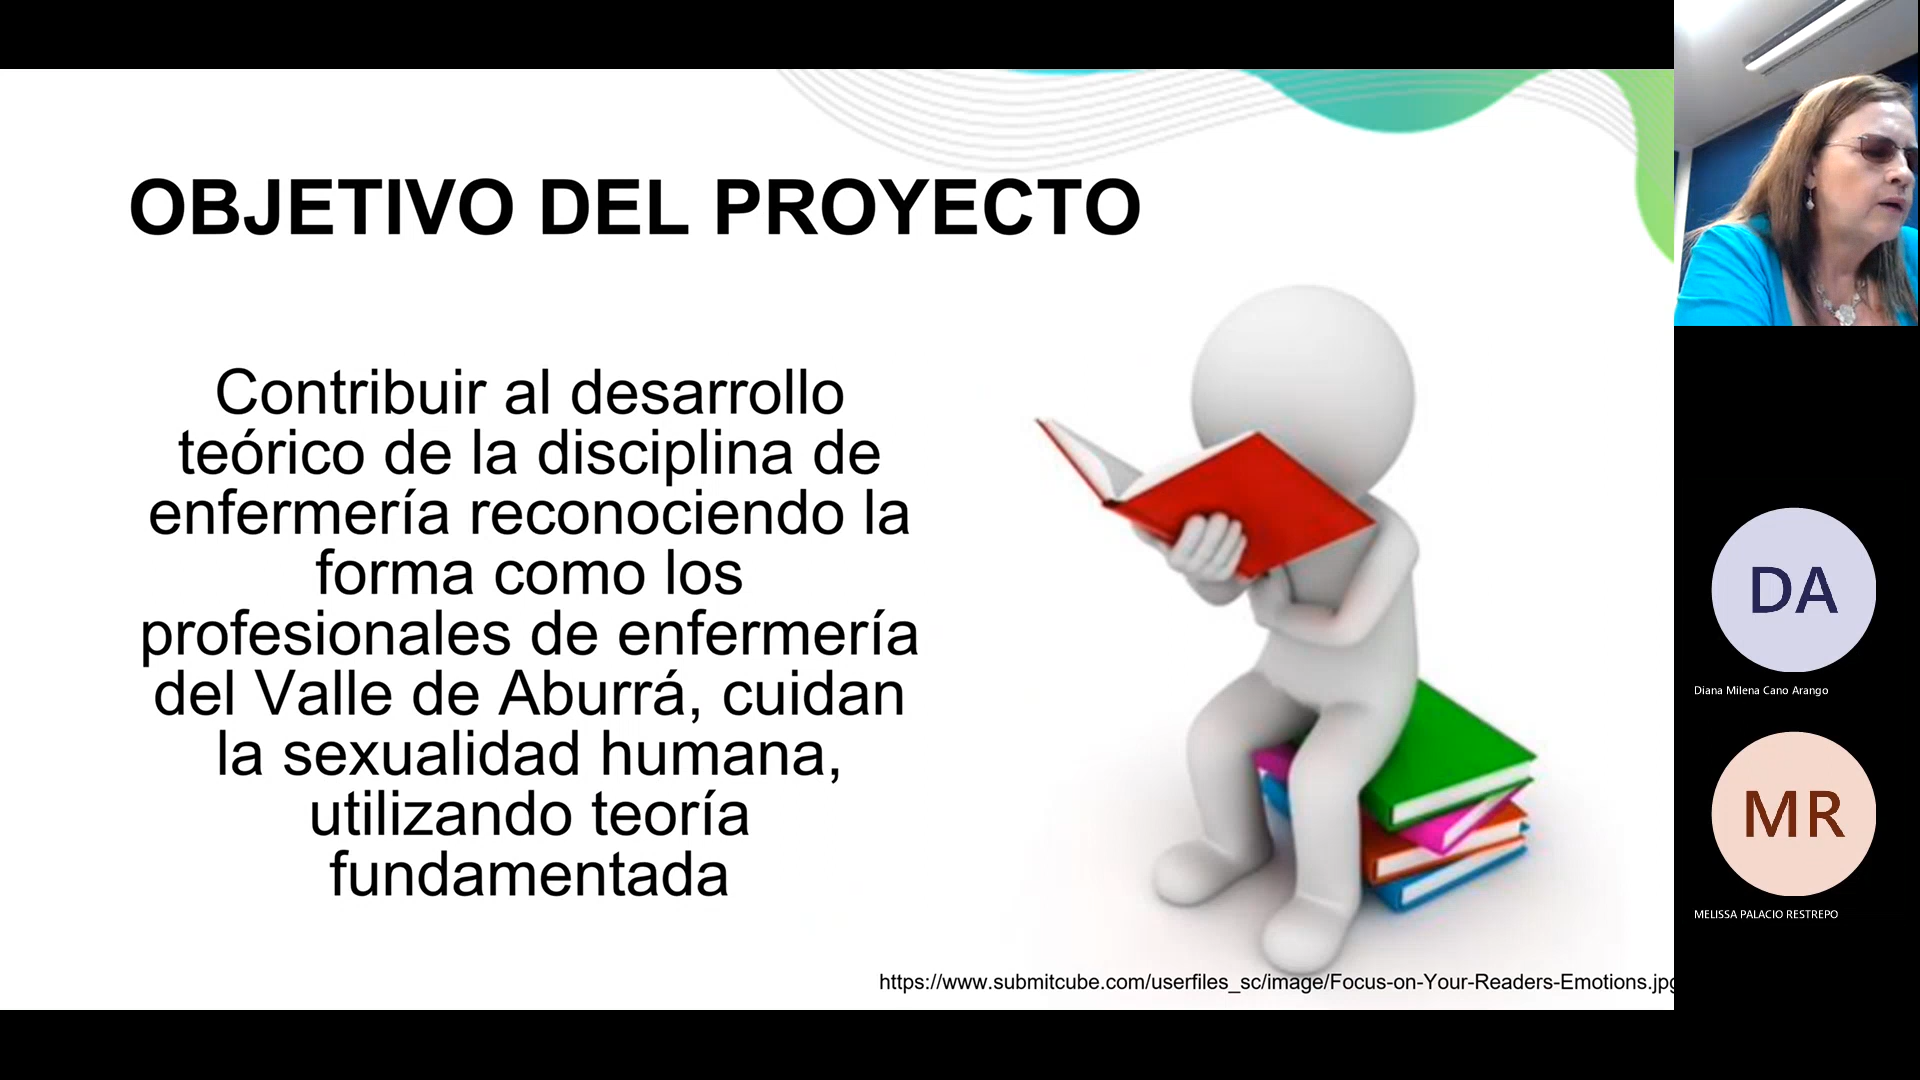 OBJETIVO DEL PROYECTO
Contribuir al desarrollo
teórico de la disciplina de
enfermería reconociendo la
forma como los
profesionales de enfermería
del Valle de Aburrá, cuidan
la sexualidad humana,
utilizando teoría
fundamentada
https://www.submitcube.com/userfiles_sc/image/Focus-on-Your-Readers-Emotions.jpg
DA
Diana Milena Cano Arango
MR
MELISSA PALACIO RESTREPO